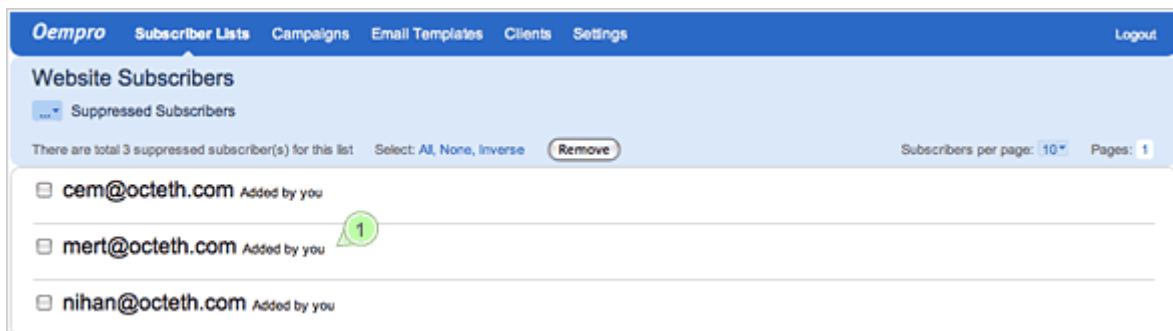 Oempro Subscriber Lists Campaigns Email Templates Clients Settings Logout
Website Subscribers
... Suppressed Subscribers
There are total 3 suppressed subscriber(s) for this list Select: All, None, Inverse Remove Subscribers per page: 10 Pages: 1
cem@octeth.com Added by you
1
mert@octeth.com Added by you
nihan@octeth.com Added by you